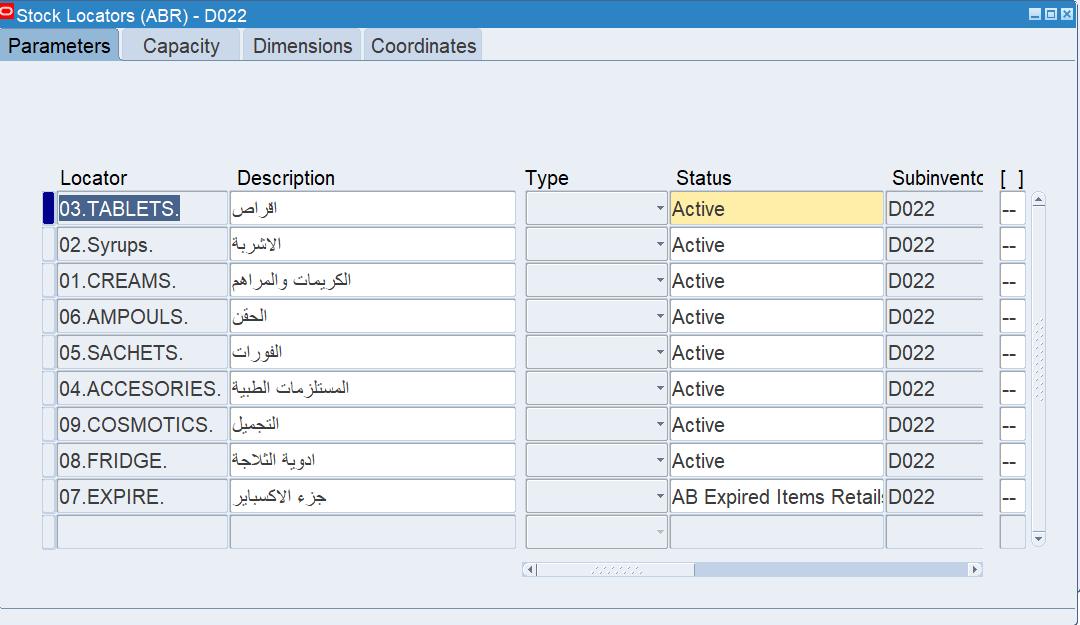 Stock Locators (ABR) - D022
Parameters Capacity Dimensions Coordinates
Locator Description Type Status Subinvento [ ]
03.TABLETS. اقراص Active D022 --
02.Syrups. الاشربة Active D022 --
01.CREAMS. الكريمات والمراهم Active D022 --
06.AMPOULS. الحقن Active D022 --
05.SACHETS. الفورات Active D022 --
04.ACCESORIES. المستلزمات الطبية Active D022 --
09.COSMOTICS. التجميل Active D022 --
08.FRIDGE. ادوية الثلاجة Active D022 --
07.EXPIRE. جزء الاكسباير AB Expired Items Retails D022 --